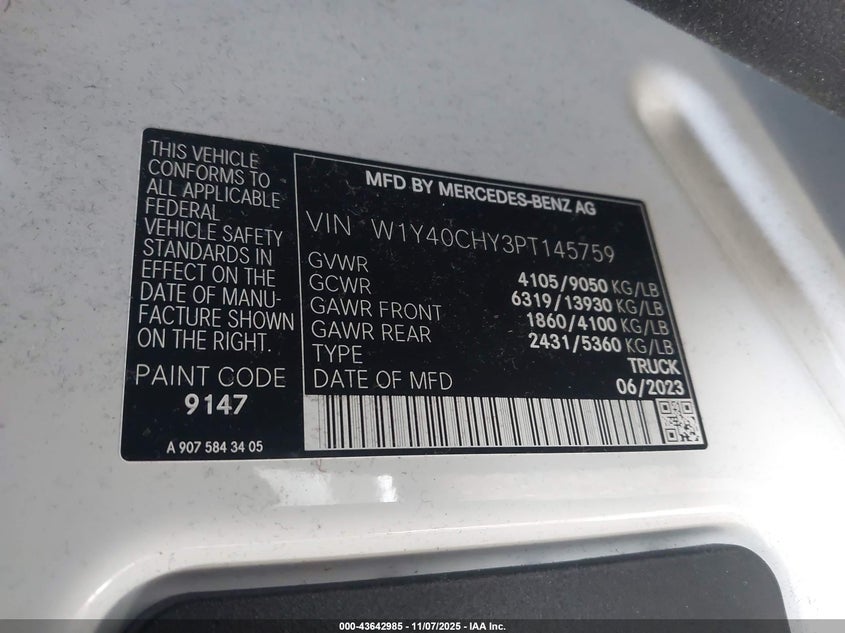 THIS VEHICLE
CONFORMS TO
ALL APPLICABLE
FEDERAL
VEHICLE SAFETY
STANDARDS IN
EFFECT ON THE
DATE OF MANU-
FACTURE SHOWN
ON THE RIGHT.
PAINT CODE
9147
A 907 584 34 05
MFD BY MERCEDES-BENZ AG
VIN W1Y40CHY3PT145759
GVWR 4105/9050 KG/LB
GCWR 6319/13930 KG/LB
GAWR FRONT 1860/4100 KG/LB
GAWR REAR 2431/5360 KG/LB
TYPE TRUCK
DATE OF MFD 06/2023
000-43642985 - 11/07/2025 - IAA Inc.